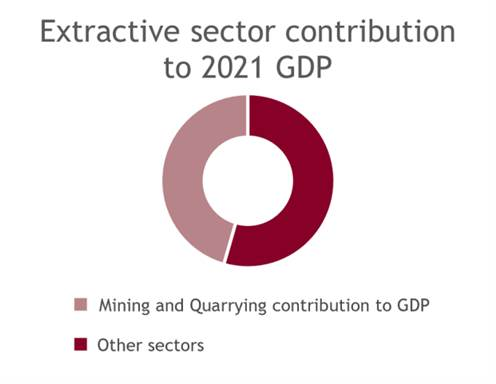 Extractive sector contribution
to 2021 GDP
Mining and Quarrying contribution to GDP
Other sectors